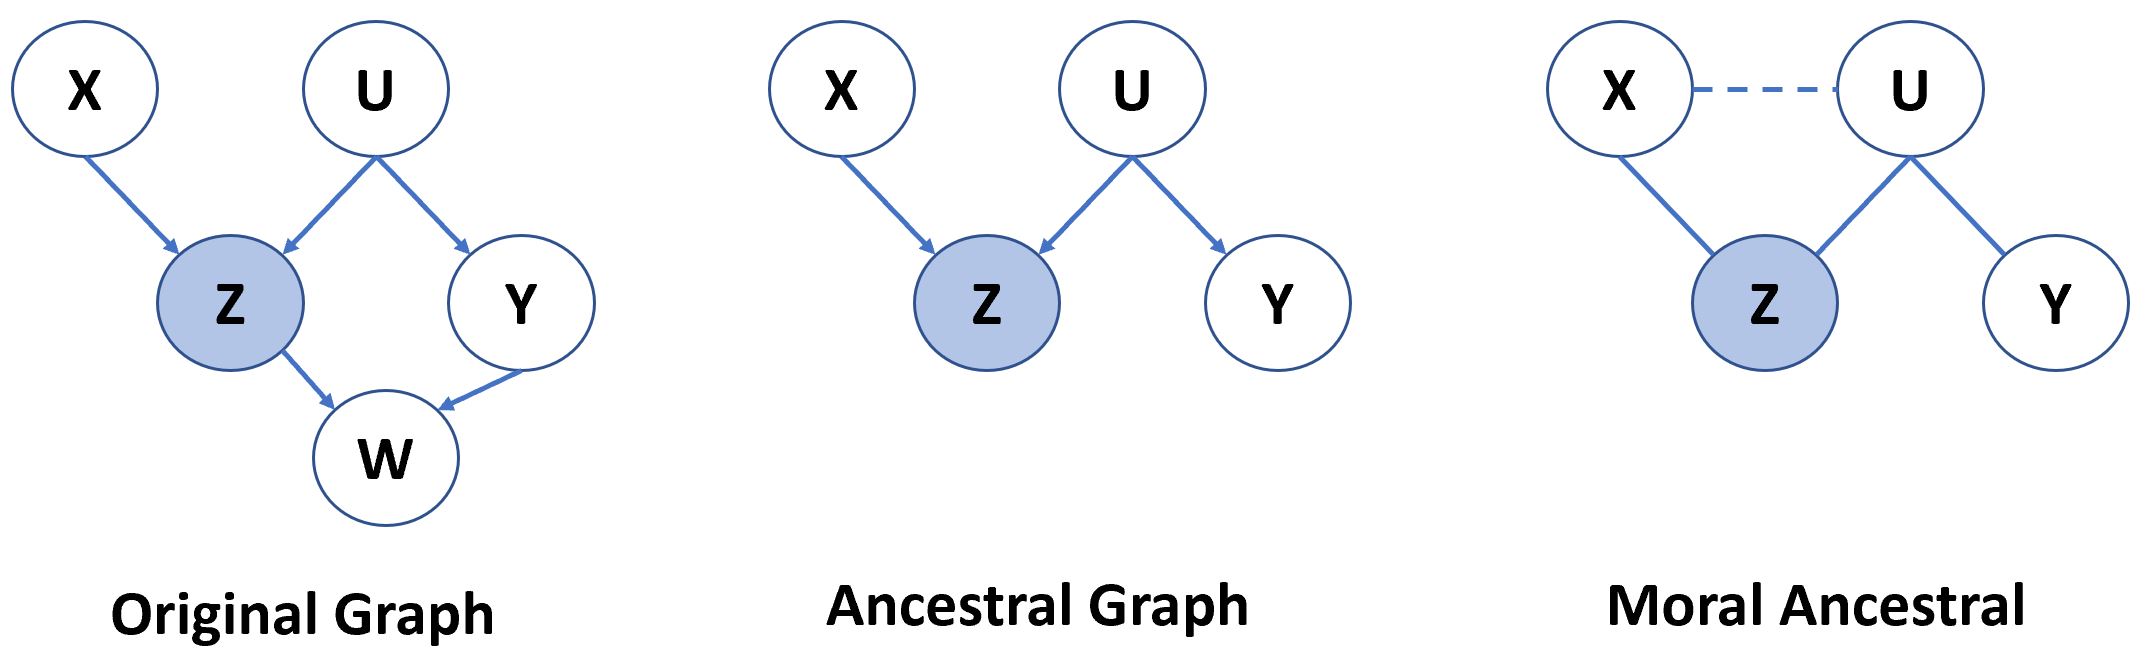 X
U
Z
Y
W
Original Graph
X
U
Z
Y
Ancestral Graph
X
U
Z
Y
Moral Ancestral